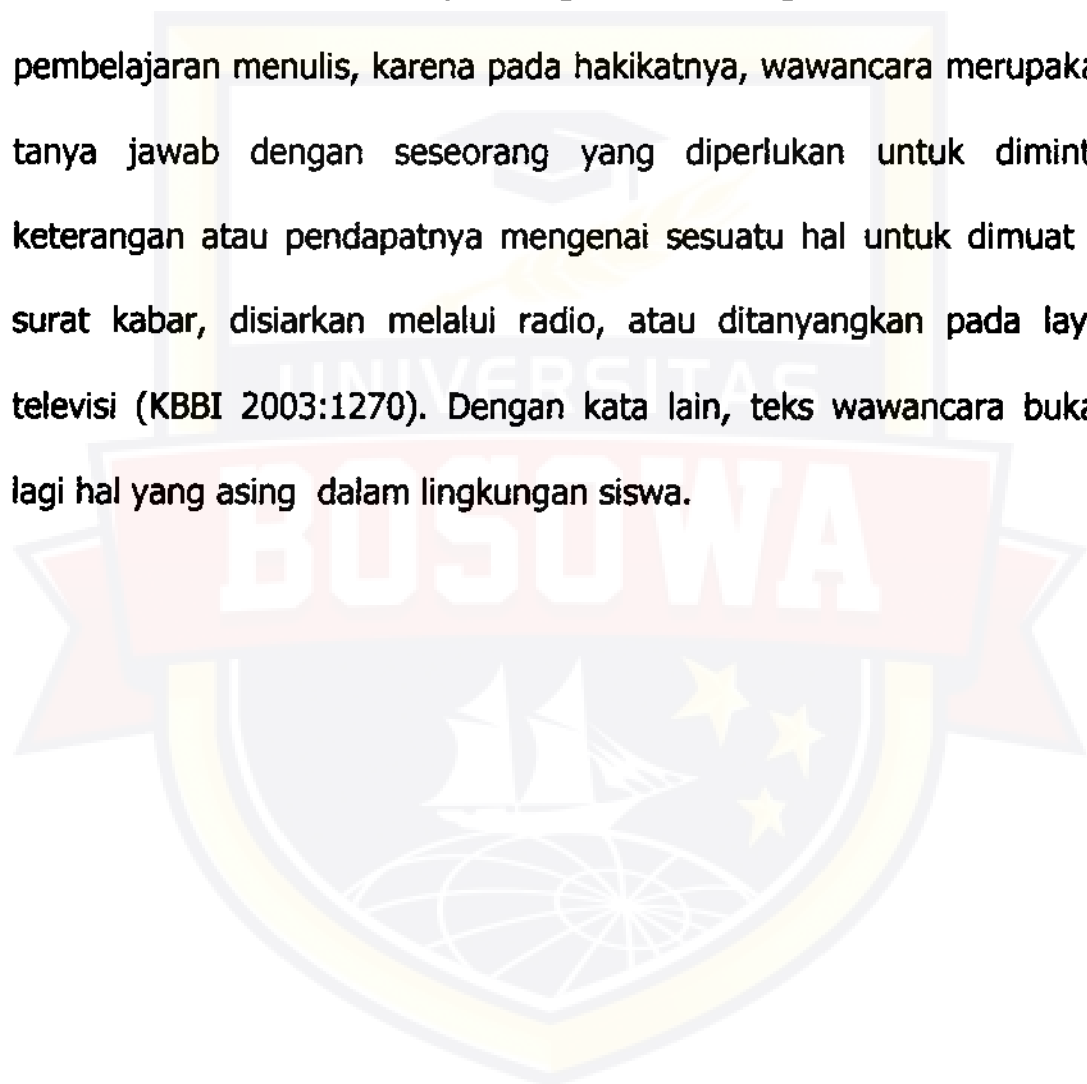 pembelajaran menulis, karena pada hakikatnya, wawancara merupaka
tanya jawab dengan seseorang yang diperlukan untuk dimint
keterangan atau pendapatnya mengenai sesuatu hal untuk dimuat
surat kabar, disiarkan melalui radio, atau ditanyangkan pada lay
televisi (KBBI 2003:1270). Dengan kata lain, teks wawancara buka
lagi hal yang asing dalam lingkungan siswa.
UNIVERSITAS
BOSOWA